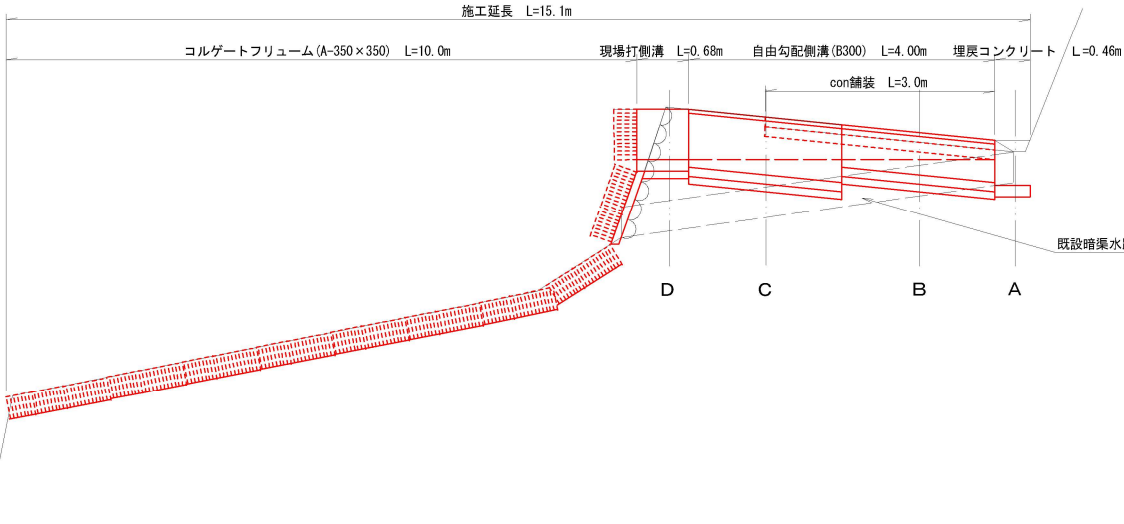 施工延長 L=15.1m
コルゲートフリューム(A-350×350) L=10.0m
現場打側溝 L=0.68m
自由勾配側溝(B300) L=4.00m
埋戻コンクリート L=0.46m
con舗装 L=3.0m
既設暗渠水
D
C
B
A